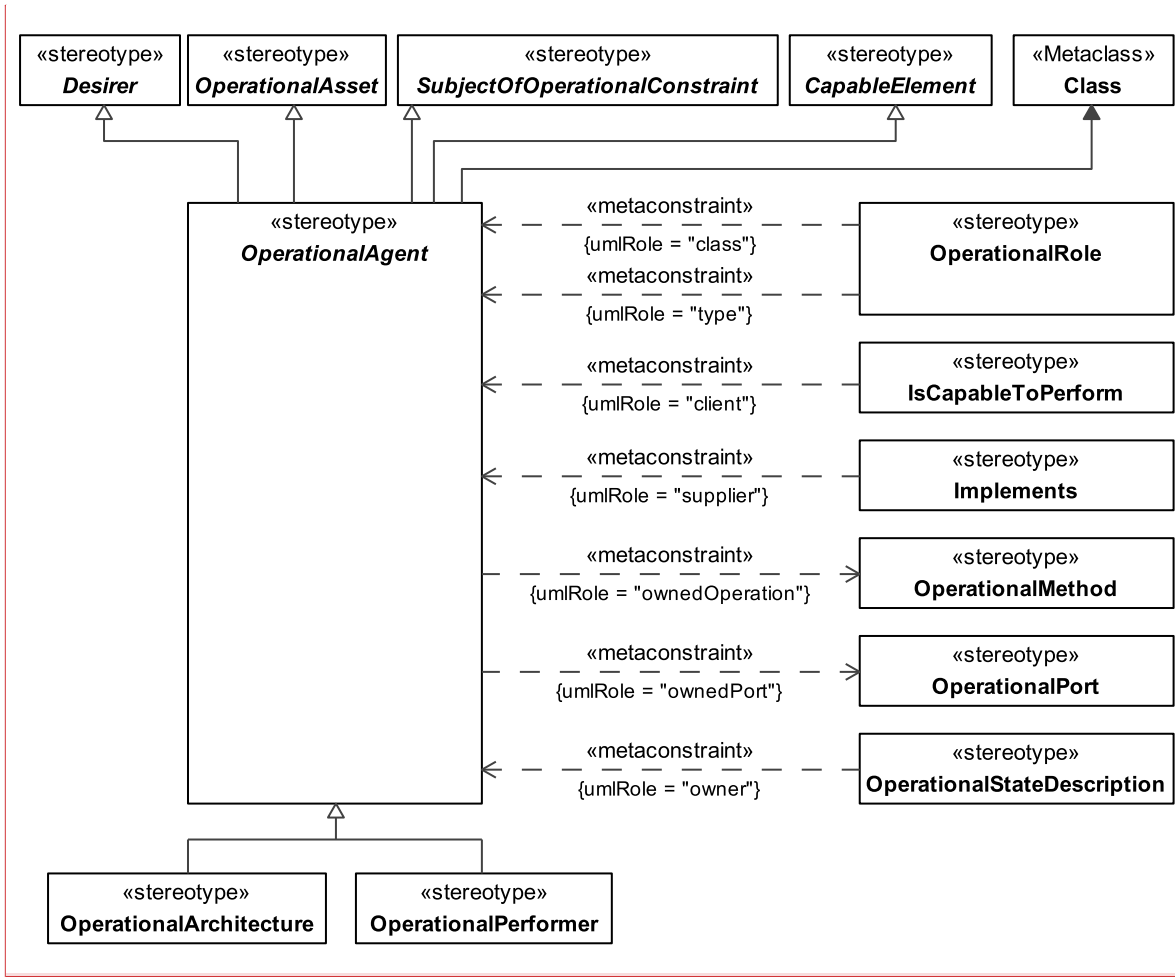 «stereotype»
Desirer
«stereotype»
OperationalAsset
«stereotype»
SubjectOfOperationalConstraint
«stereotype»
CapableElement
«Metaclass»
Class
«stereotype»
OperationalAgent
«metaconstraint»
{umlRole = "class"}
«metaconstraint»
{umlRole = "type"}
«stereotype»
OperationalRole
«metaconstraint»
{umlRole = "client"}
«stereotype»
IsCapableToPerform
«metaconstraint»
{umlRole = "supplier"}
«stereotype»
Implements
«metaconstraint»
{umlRole = "ownedOperation"}
«stereotype»
OperationalMethod
«metaconstraint»
{umlRole = "ownedPort"}
«stereotype»
OperationalPort
«metaconstraint»
{umlRole = "owner"}
«stereotype»
OperationalStateDescription
«stereotype»
OperationalArchitecture
«stereotype»
OperationalPerformer